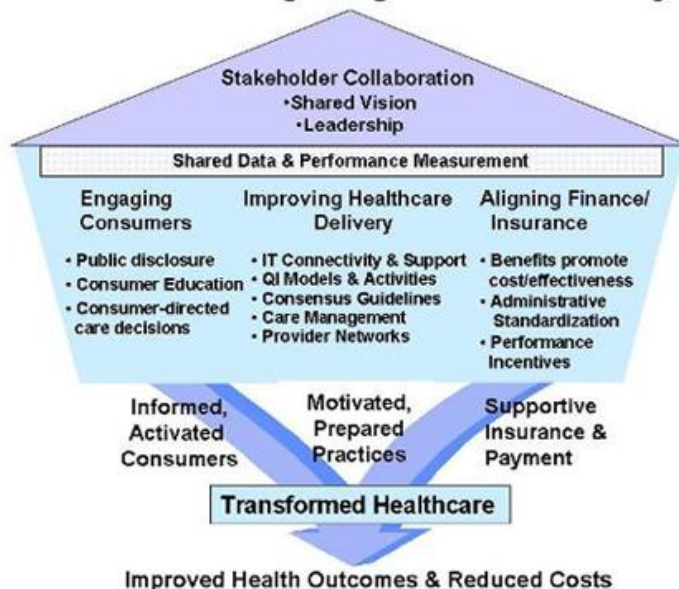 Stakeholder Collaboration
•Shared Vision
•Leadership
Shared Data & Performance Measurement
Engaging
Consumers
• Public disclosure
• Consumer Education
• Consumer-directed
care decisions
Improving Healthcare
Delivery
• IT Connectivity & Support
• QI Models & Activities
• Consensus Guidelines
• Care Management
• Provider Networks
Aligning Finance/
Insurance
• Benefits promote
cost/effectiveness
• Administrative
Standardization
• Performance
Incentives
Informed,
Activated
Consumers
Motivated,
Prepared
Practices
Supportive
Insurance &
Payment
Transformed Healthcare
Improved Health Outcomes & Reduced Costs